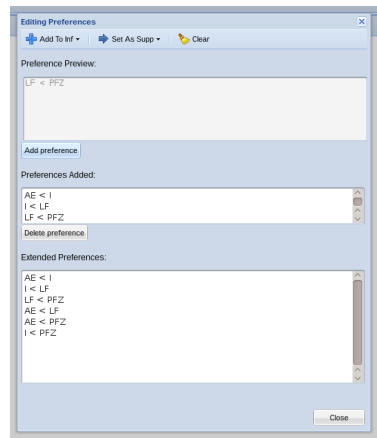 Editing Preferences
Add To Inf
Set As Supp
Clear
Preference Preview:
LF < PFZ
Add preference
Preferences Added:
AE < I
I < LF
LF < PFZ
Delete preference
Extended Preferences:
AE < I
I < LF
LF < PFZ
AE < LF
AE < PFZ
I < PFZ
Close